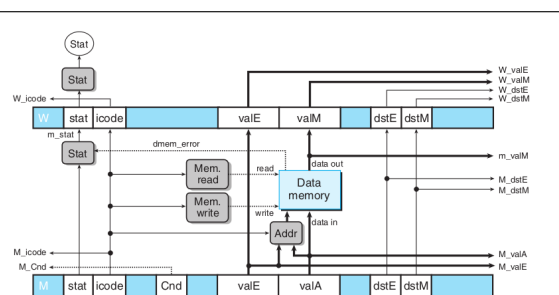 Stat
Stat
W_valE
W_valM
W_dstE
W_dstM
W_icode
W stat icode valE valM dstE dstM
m_stat
Stat
dmem_error
Mem. read
read
data out
m_valM
Data memory
Mem. write
write
M_dstE
M_dstM
data in
Addr
M_icode
M_valA
M_Cnd
M_valE
M stat icode Cnd valE valA dstE dstM